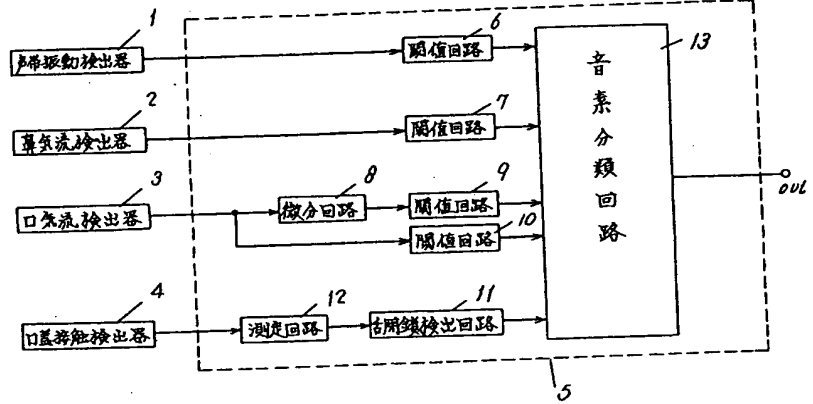 1
声帯振動検出器
6
閾値回路
2
鼻気流検出器
7
閾値回路
3
口気流検出器
8
微分回路
9
閾値回路
10
閾値回路
4
口蓋接触検出器
12
測定回路
11
舌閉鎖検出回路
13
音素分類回路
out
5